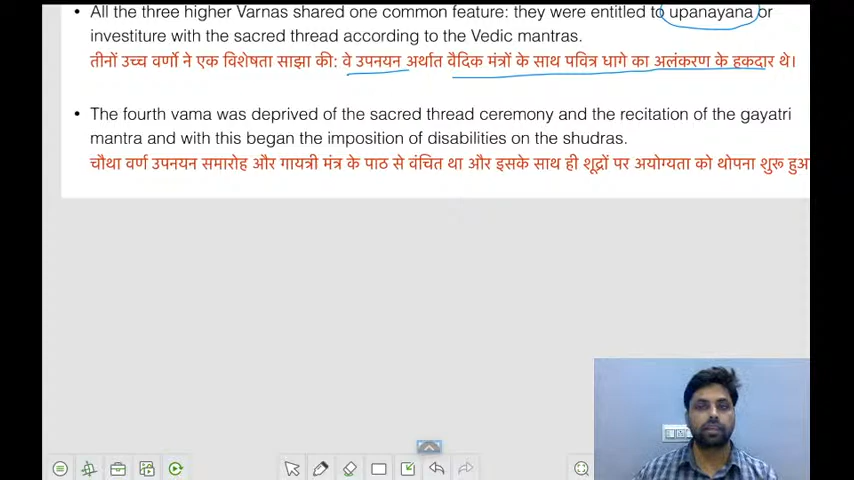 All the three higher Varnas shared one common feature: they were entitled to upanayana or
investiture with the sacred thread according to the Vedic mantras.
तीनों उच्च वर्णो ने एक विशेषता साझा की: वे उपनयन अर्थात वैदिक मंत्रों के साथ पवित्र धागे का अलंकरण के हकदार थे।
The fourth vama was deprived of the sacred thread ceremony and the recitation of the gayatri
mantra and with this began the imposition of disabilities on the shudras.
चौथा वर्ण उपनयन समारोह और गायत्री मंत्र के पाठ से वंचित था और इसके साथ ही शूद्रों पर अयोग्यता को थोपना शुरू